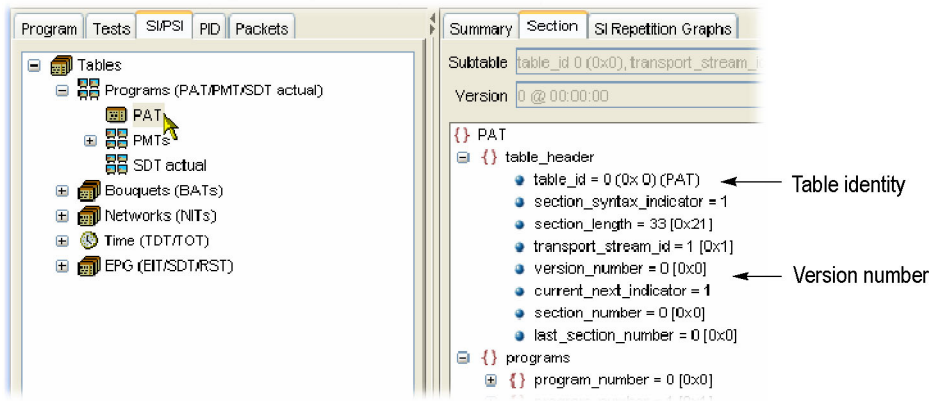 Program Tests SI/PSI PID Packets
Tables
Programs (PAT/PMT/SDT actual)
PAT
PMTs
SDT actual
Bouquets (BATs)
Networks (NITs)
Time (TDT/TOT)
EPG (EIT/SDT/RST)
Summary Section SI Repetition Graphs
Subtable table_id 0 (0x0), transport_stream_i
Version 0 @ 00:00:00
{} PAT
{} table_header
table_id = 0 (0x 0) (PAT)
section_syntax_indicator = 1
section_length = 33 [0x21]
transport_stream_id = 1 [0x1]
version_number = 0 [0x0]
current_next_indicator = 1
section_number = 0 [0x0]
last_section_number = 0 [0x0]
{} programs
{} program_number = 0 [0x0]
Table identity
Version number